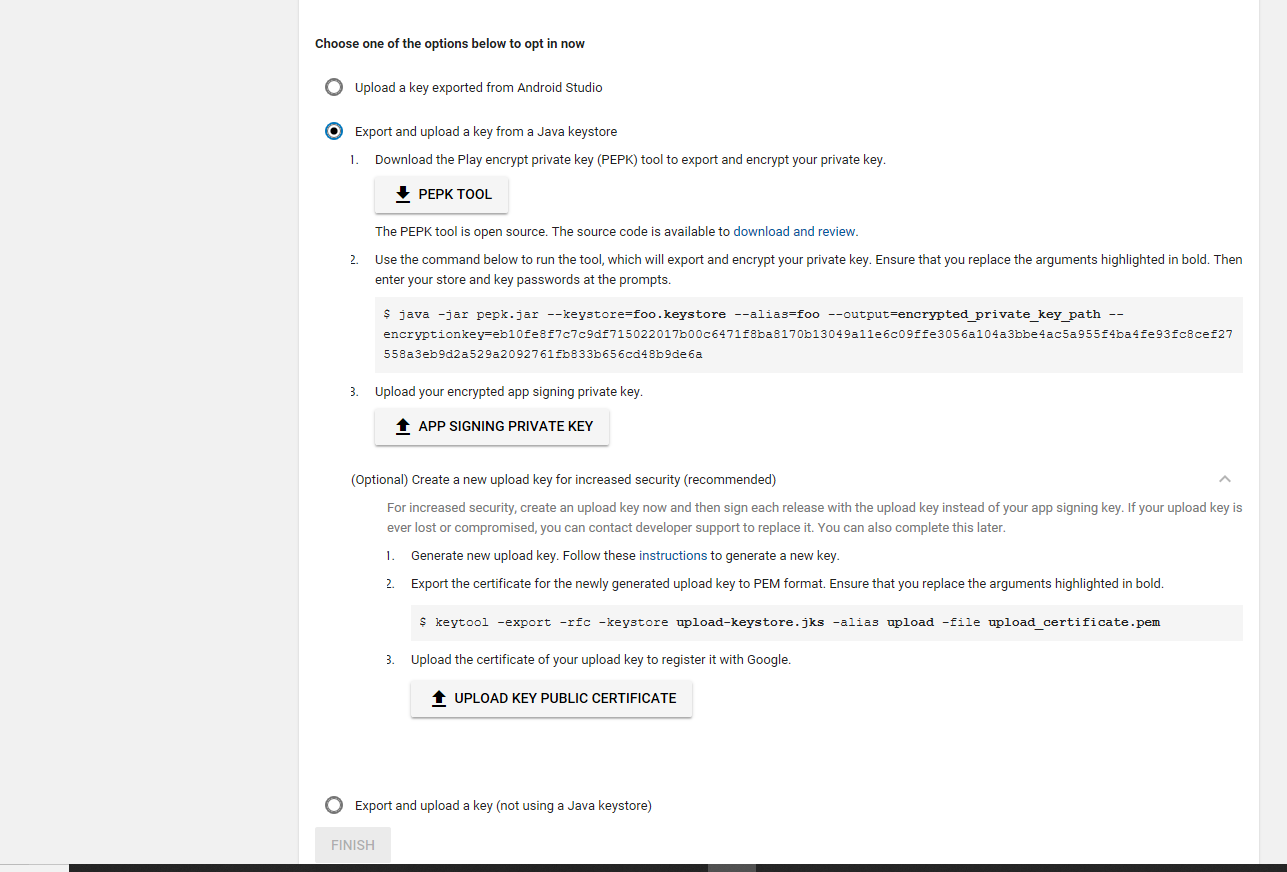 Choose one of the options below to opt in now
Upload a key exported from Android Studio
Export and upload a key from a Java keystore
1. Download the Play encrypt private key (PEPK) tool to export and encrypt your private key.
PEPK TOOL
The PEPK tool is open source. The source code is available to download and review.
2. Use the command below to run the tool, which will export and encrypt your private key. Ensure that you replace the arguments highlighted in bold. Then
enter your store and key passwords at the prompts.
$ java -jar pepk.jar --keystore=foo.keystore --alias=foo --output=encrypted_private_key_path --
encryptionkey=eb10fe8f7c7c9df715022017b00c6471f8ba8170b13049a11e6c09ffe3056a104a3bbe4ac5a955f4ba4fe93fc8cef27
558a3eb9d2a529a2092761fb833b656cd48b9de6a
3. Upload your encrypted app signing private key.
APP SIGNING PRIVATE KEY
(Optional) Create a new upload key for increased security (recommended)
For increased security, create an upload key now and then sign each release with the upload key instead of your app signing key. If your upload key is
ever lost or compromised, you can contact developer support to replace it. You can also complete this later.
1. Generate new upload key. Follow these instructions to generate a new key.
2. Export the certificate for the newly generated upload key to PEM format. Ensure that you replace the arguments highlighted in bold.
$ keytool -export -rfc -keystore upload-keystore.jks -alias upload -file upload_certificate.pem
3. Upload the certificate of your upload key to register it with Google.
UPLOAD KEY PUBLIC CERTIFICATE
Export and upload a key (not using a Java keystore)
FINISH